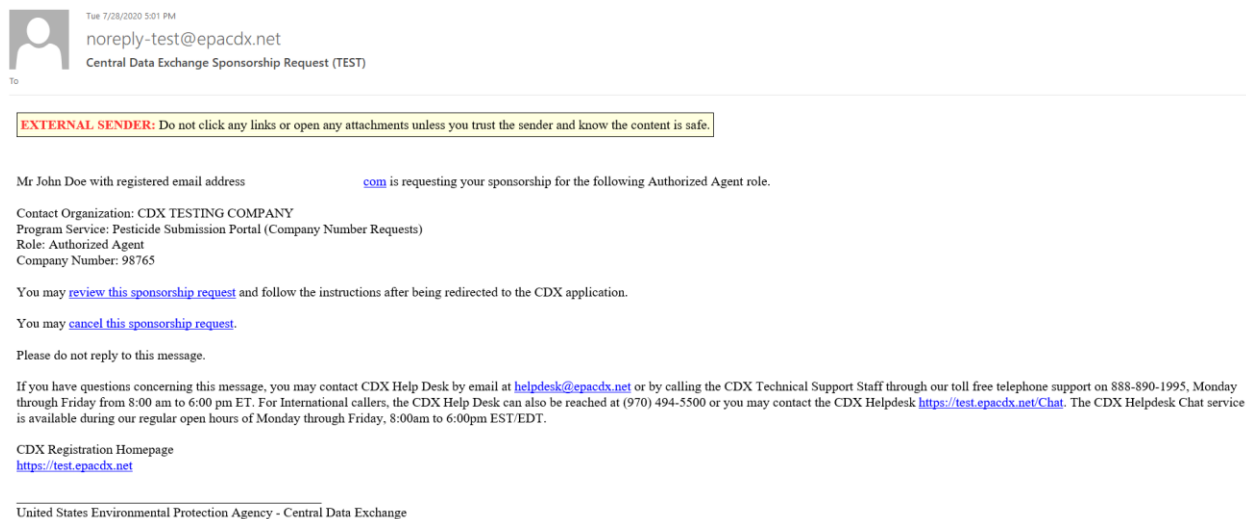 Tue 7/28/2020 5:01 PM
noreply-test@epacdx.net
Central Data Exchange Sponsorship Request (TEST)
To
EXTERNAL SENDER: Do not click any links or open any attachments unless you trust the sender and know the content is safe.
Mr John Doe with registered email address com is requesting your sponsorship for the following Authorized Agent role.
Contact Organization: CDX TESTING COMPANY
Program Service: Pesticide Submission Portal (Company Number Requests)
Role: Authorized Agent
Company Number: 98765
You may review this sponsorship request and follow the instructions after being redirected to the CDX application.
You may cancel this sponsorship request.
Please do not reply to this message.
If you have questions concerning this message, you may contact CDX Help Desk by email at helpdesk@epacdx.net or by calling the CDX Technical Support Staff through our toll free telephone support on 888-890-1995, Monday
through Friday from 8:00 am to 6:00 pm ET. For International callers, the CDX Help Desk can also be reached at (970) 494-5500 or you may contact the CDX Helpdesk https://test.epacdx.net/Chat. The CDX Helpdesk Chat service
is available during our regular open hours of Monday through Friday, 8:00am to 6:00pm EST/EDT.
CDX Registration Homepage
https://test.epacdx.net
United States Environmental Protection Agency - Central Data Exchange